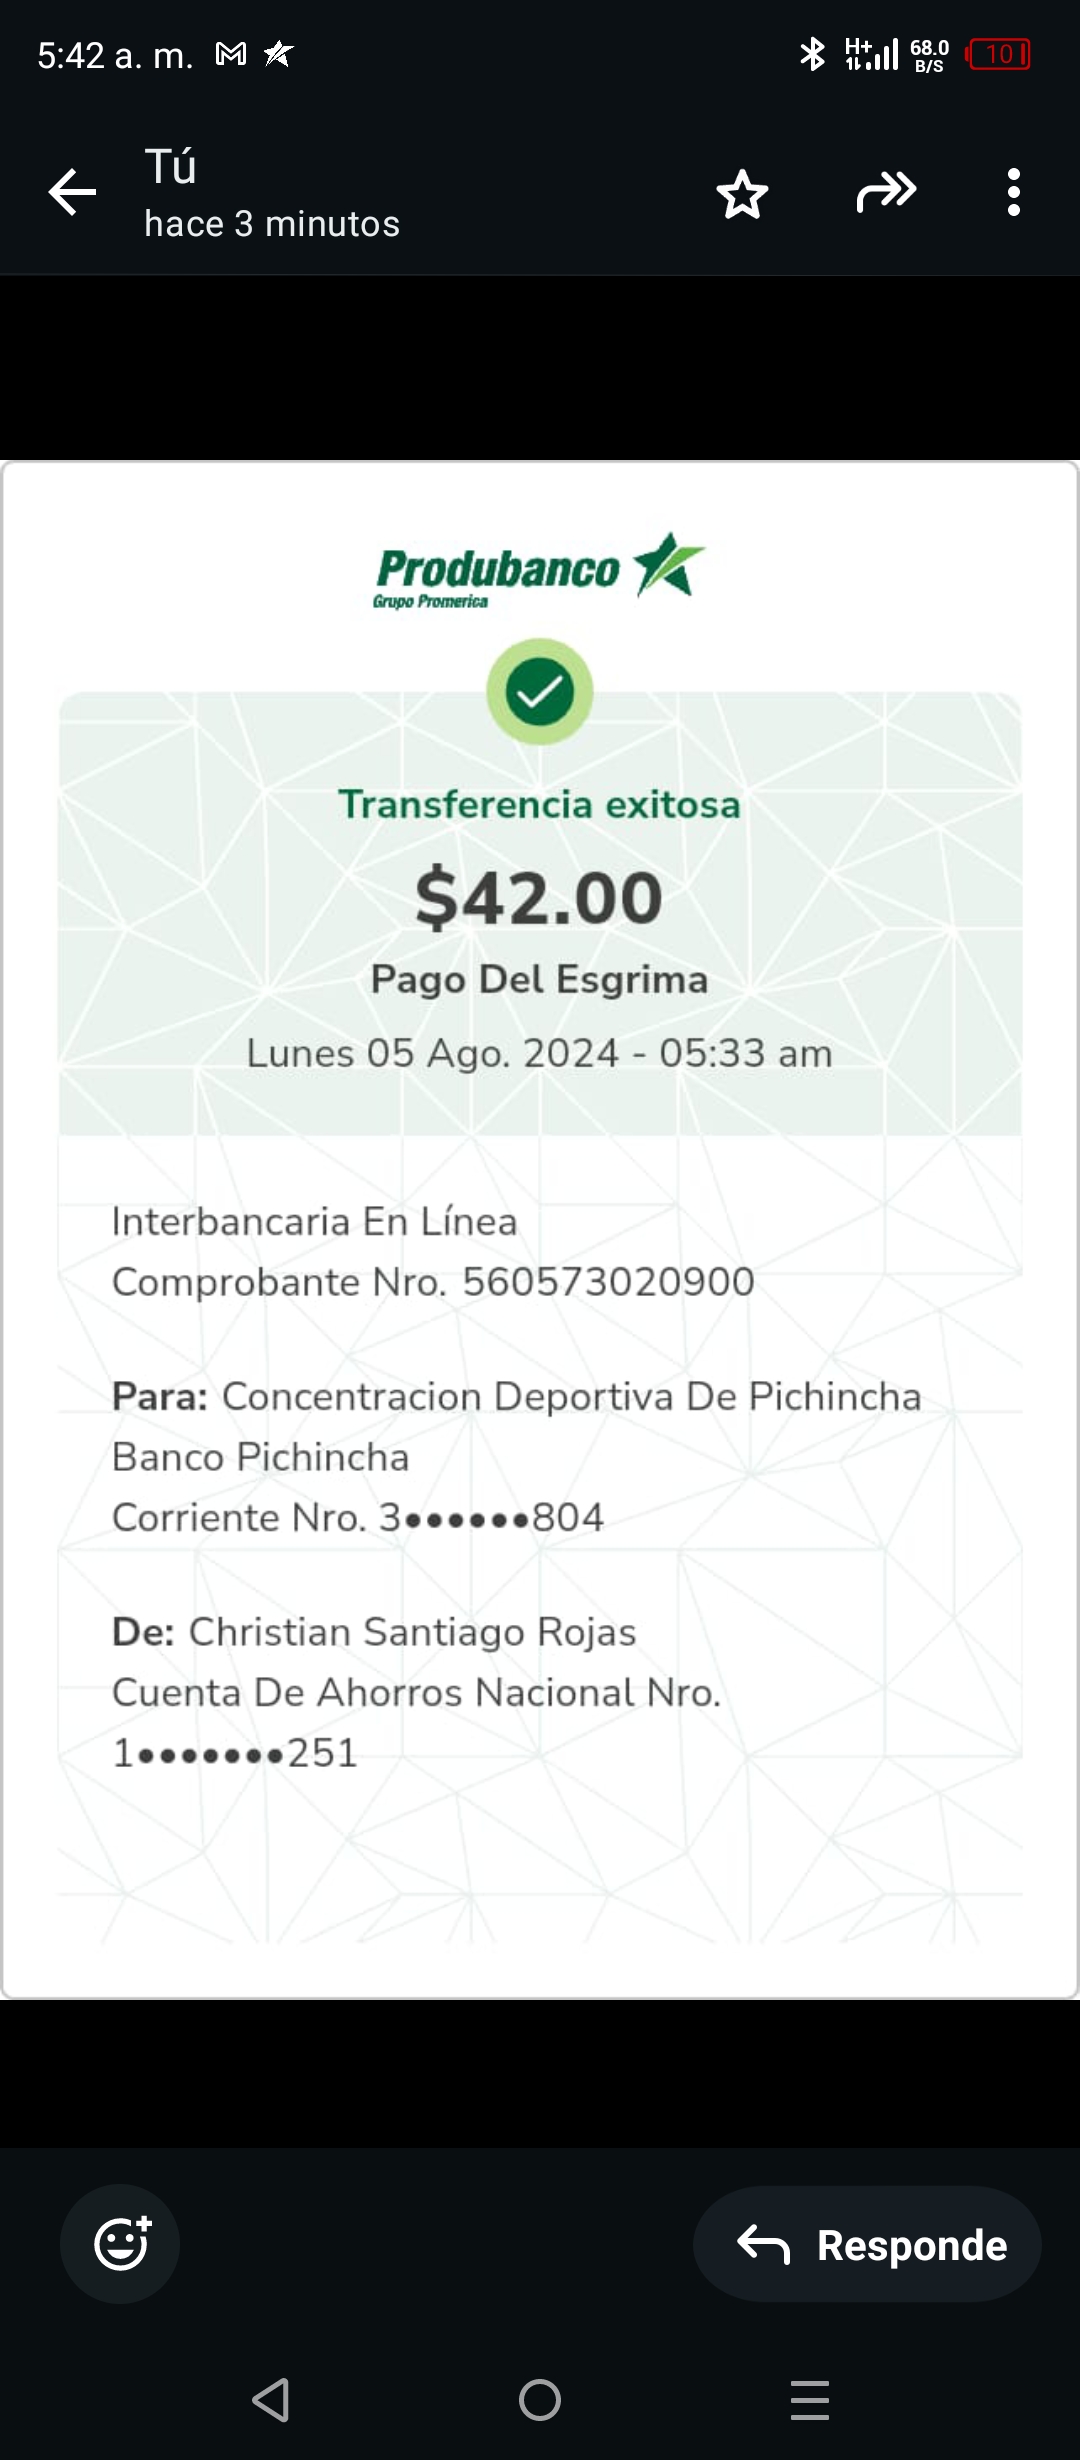 5:42 a. m.
H+
68.0
B/S
10
Tú
hace 3 minutos
Produbanco
Grupo Promerica
Transferencia exitosa
$42.00
Pago Del Esgrima
Lunes 05 Ago. 2024 - 05:33 am
Interbancaria En Línea
Comprobante Nro. 560573020900
Para: Concentracion Deportiva De Pichincha
Banco Pichincha
Corriente Nro. 3••••••804
De: Christian Santiago Rojas
Cuenta De Ahorros Nacional Nro.
1•••••••251
Responde